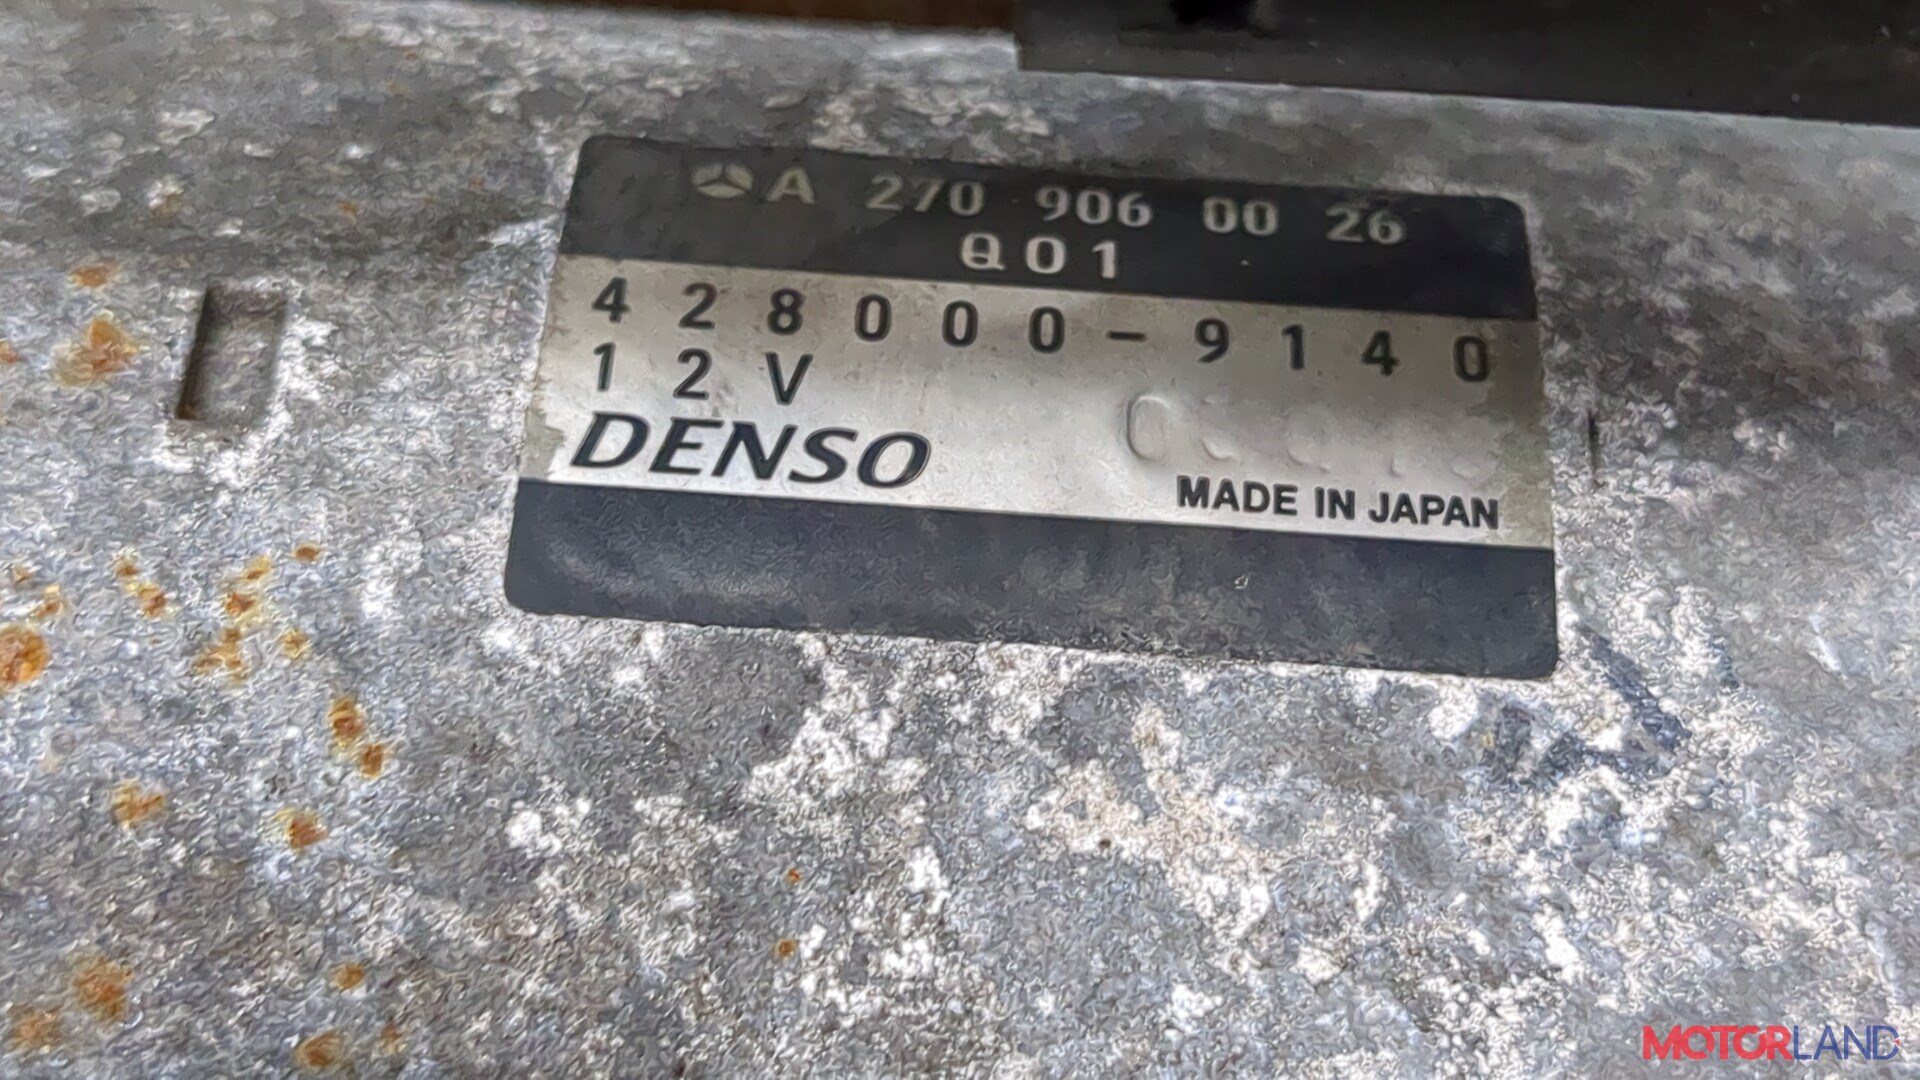 A 270 906 00 26
Q01
428000-9140
12V
DENSO
MADE IN JAPAN
MOTORLAND